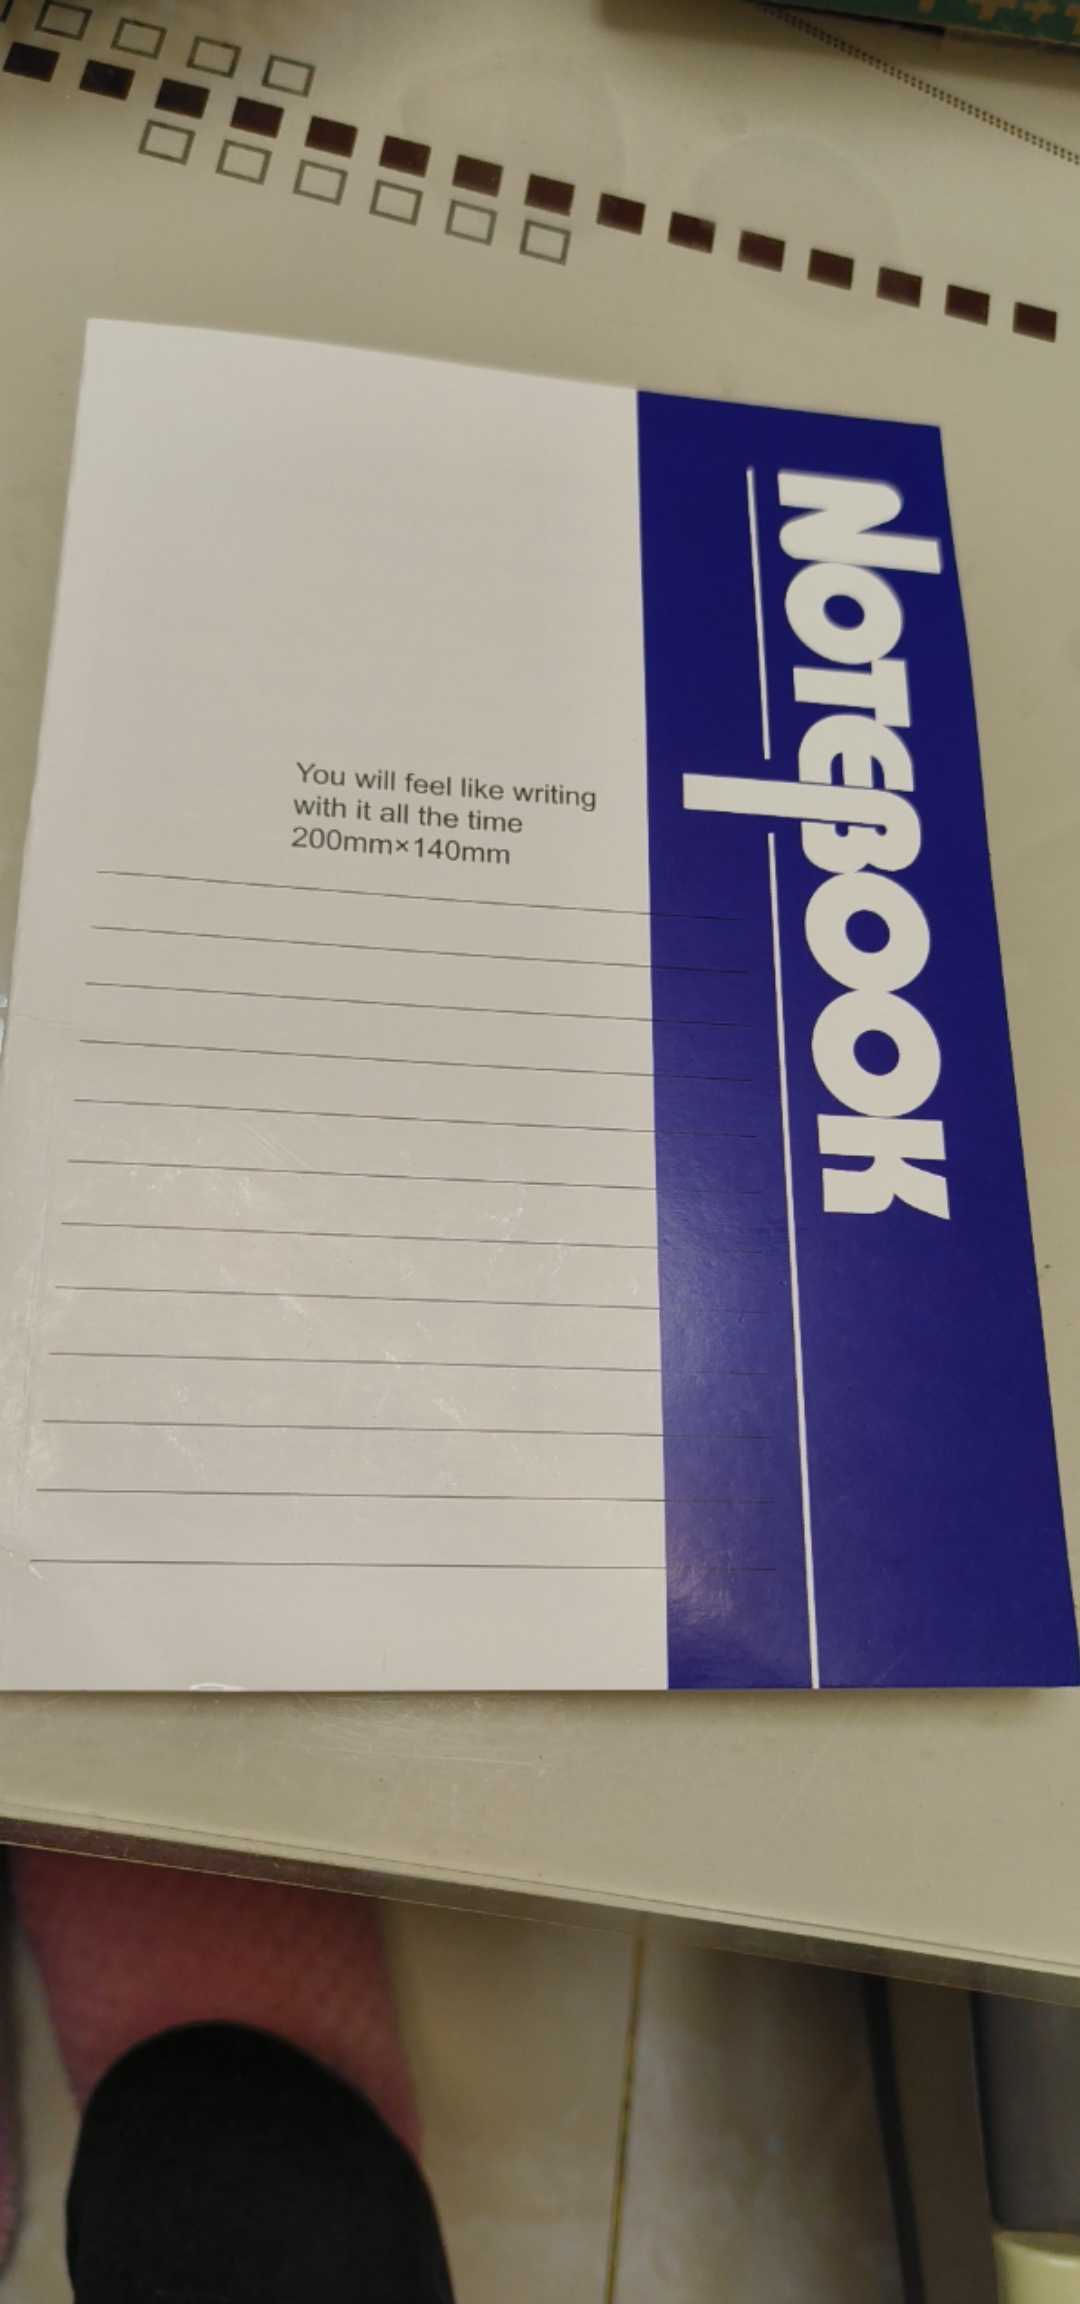 You will feel like writing
with it all the time
200mm×140mm
NOTEBOOK